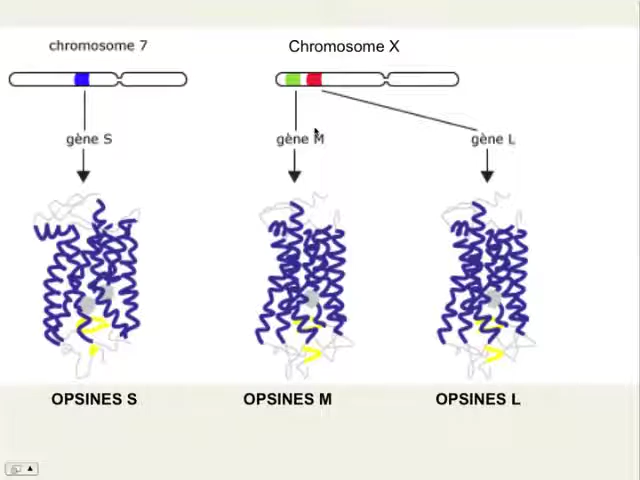 chromosome 7
Chromosome X
gène S
gène M
gène L
OPSINES S
OPSINES M
OPSINES L